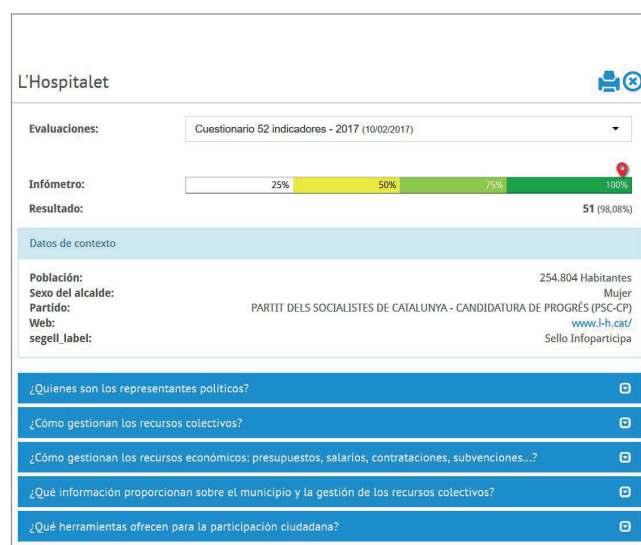 L'Hospitalet
Evaluaciones: Cuestionario 52 indicadores - 2017 (10/02/2017)
Infómetro: 25% 50% 75% 100%
Resultado: 51 (98,08%)
Datos de contexto
Población: 254.804 Habitantes
Sexo del alcalde: Mujer
Partido: PARTIT DELS SOCIALISTES DE CATALUNYA - CANDIDATURA DE PROGRÉS (PSC-CP)
Web: www.l-h.cat/
segell_label: Sello Infoparticipa
¿Quienes son los representantes políticos?
¿Cómo gestionan los recursos colectivos?
¿Cómo gestionan los recursos económicos: presupuestos, salarios, contrataciones, subvenciones...?
¿Qué información proporcionan sobre el municipio y la gestión de los recursos colectivos?
¿Qué herramientas ofrecen para la participación ciudadana?